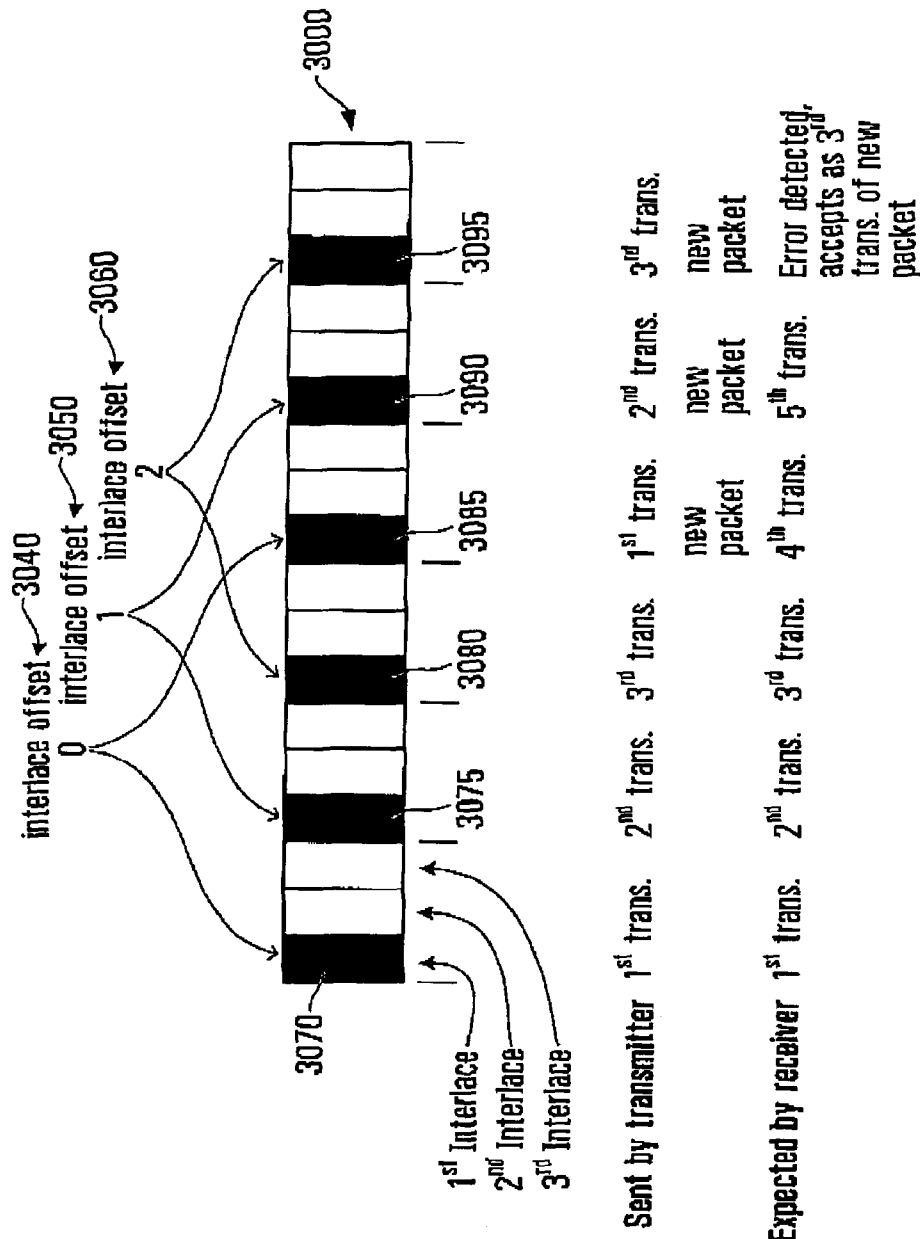 interlace offset 3040
0
interlace offset 3050
1
interlace offset 3060
2
3000
3070
3075
3080
3085
3090
3095
1st Interlace
2nd Interlace
3rd Interlace
Sent by transmitter 1st trans. 2nd trans. 3rd trans. 1st trans. 2nd trans. 3rd trans.
new new new
packet packet packet
Expected by receiver 1st trans. 2nd trans. 3rd trans. 4th trans. 5th trans. Error detected,
accepts as 3rd
trans. of new
packet